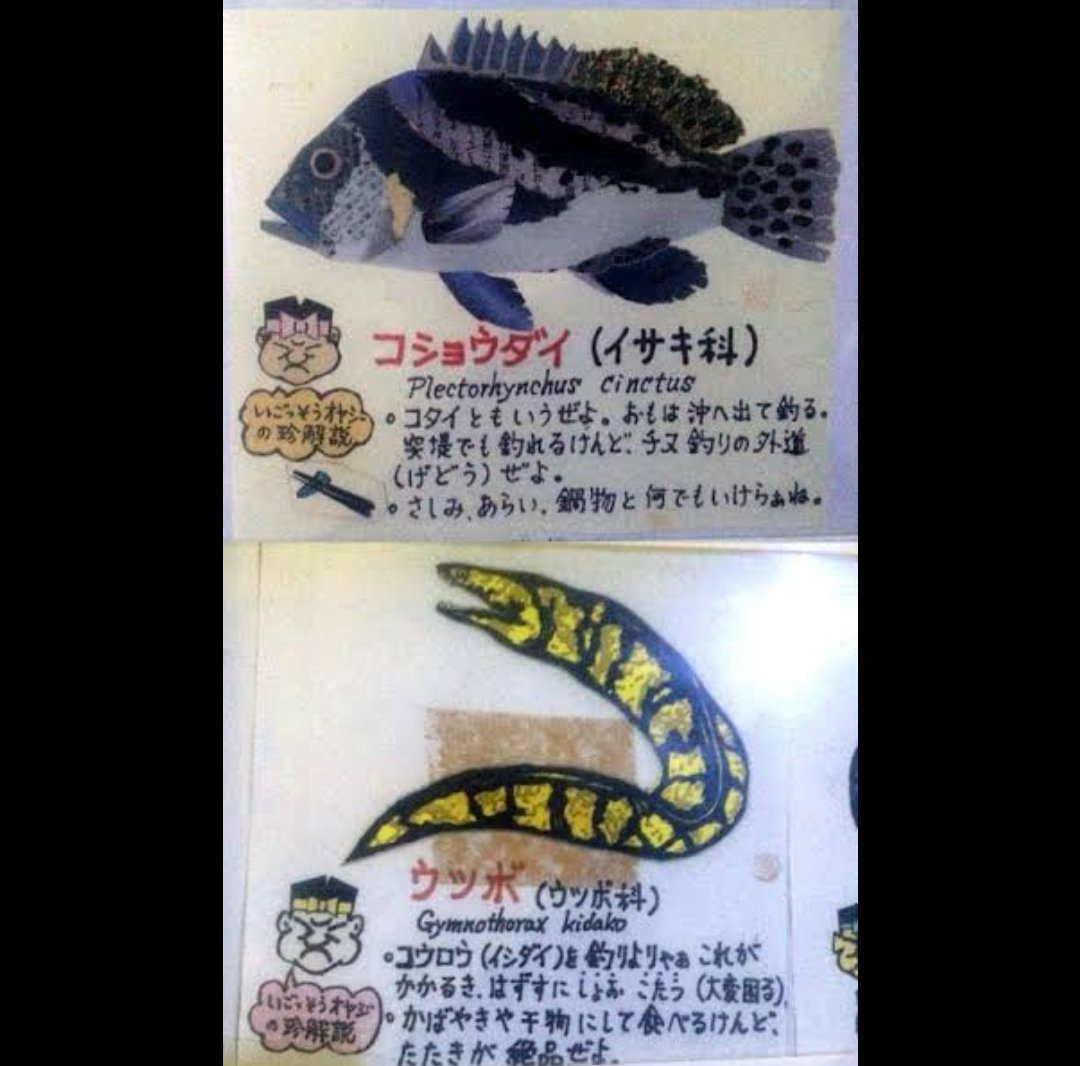 コショウダイ(イサキ科)
Plectorhynchus cinctus
いごっそうオヤジ
の珍解説
。コタイともいうぜよ。おもは沖へ出て釣る。
突堤でも釣れるけんど、チヌ釣りの外道
(げどう)ぜよ。
。さしみ、あらい、鍋物と何でもいけらぁね。
ウツボ(ウツボ科)
Gymnothorax kidako
いごっそうオヤジ
の珍解説
。コウロウ(イシダイ)を釣りよりゃぁこれが
かかるき、はずすにしょおこたう(大変困る)。
。かばやきや干物にして食べるけんど、
たたきが絶品ぜよ。